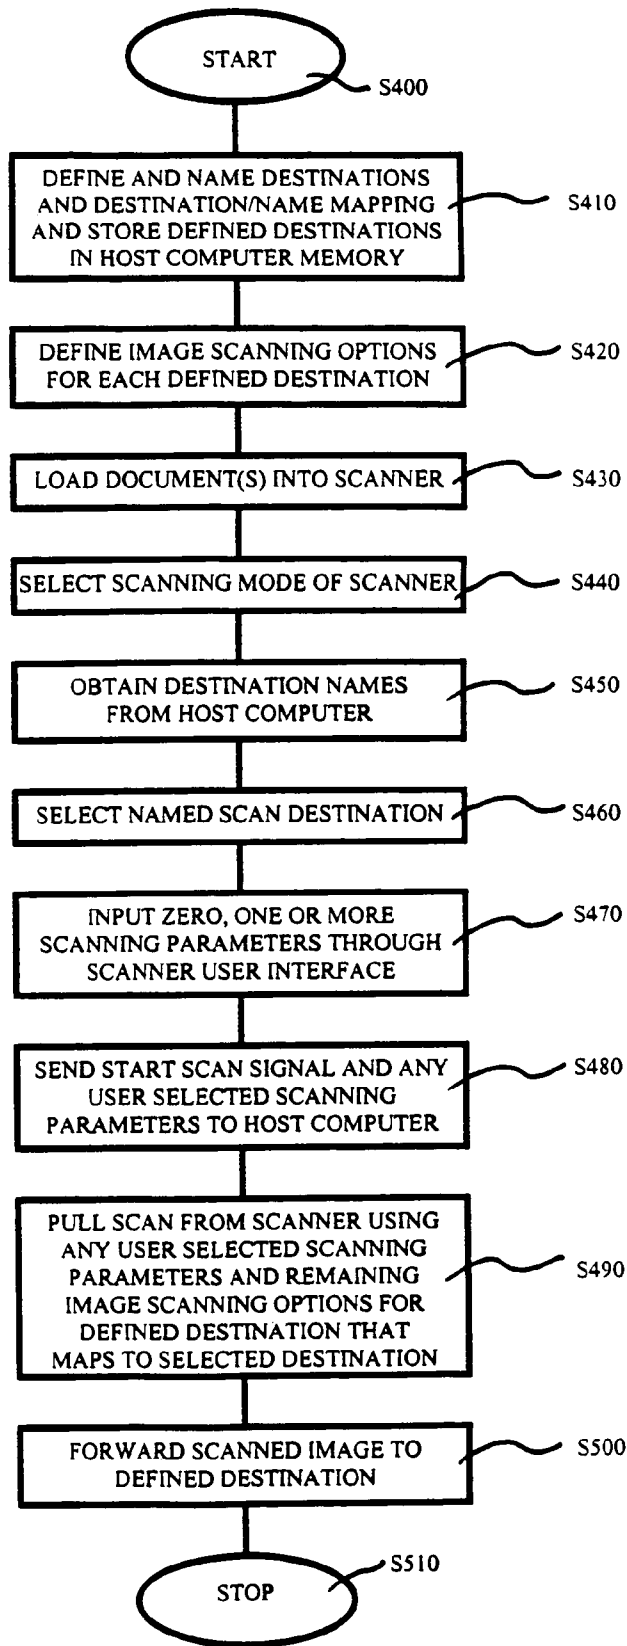 START
S400
DEFINE AND NAME DESTINATIONS
AND DESTINATION/NAME MAPPING
AND STORE DEFINED DESTINATIONS
IN HOST COMPUTER MEMORY
S410
DEFINE IMAGE SCANNING OPTIONS
FOR EACH DEFINED DESTINATION
S420
LOAD DOCUMENT(S) INTO SCANNER
S430
SELECT SCANNING MODE OF SCANNER
S440
OBTAIN DESTINATION NAMES
FROM HOST COMPUTER
S450
SELECT NAMED SCAN DESTINATION
S460
INPUT ZERO, ONE OR MORE
SCANNING PARAMETERS THROUGH
SCANNER USER INTERFACE
S470
SEND START SCAN SIGNAL AND ANY
USER SELECTED SCANNING
PARAMETERS TO HOST COMPUTER
S480
PULL SCAN FROM SCANNER USING
ANY USER SELECTED SCANNING
PARAMETERS AND REMAINING
IMAGE SCANNING OPTIONS FOR
DEFINED DESTINATION THAT
MAPS TO SELECTED DESTINATION
S490
FORWARD SCANNED IMAGE TO
DEFINED DESTINATION
S500
STOP
S510